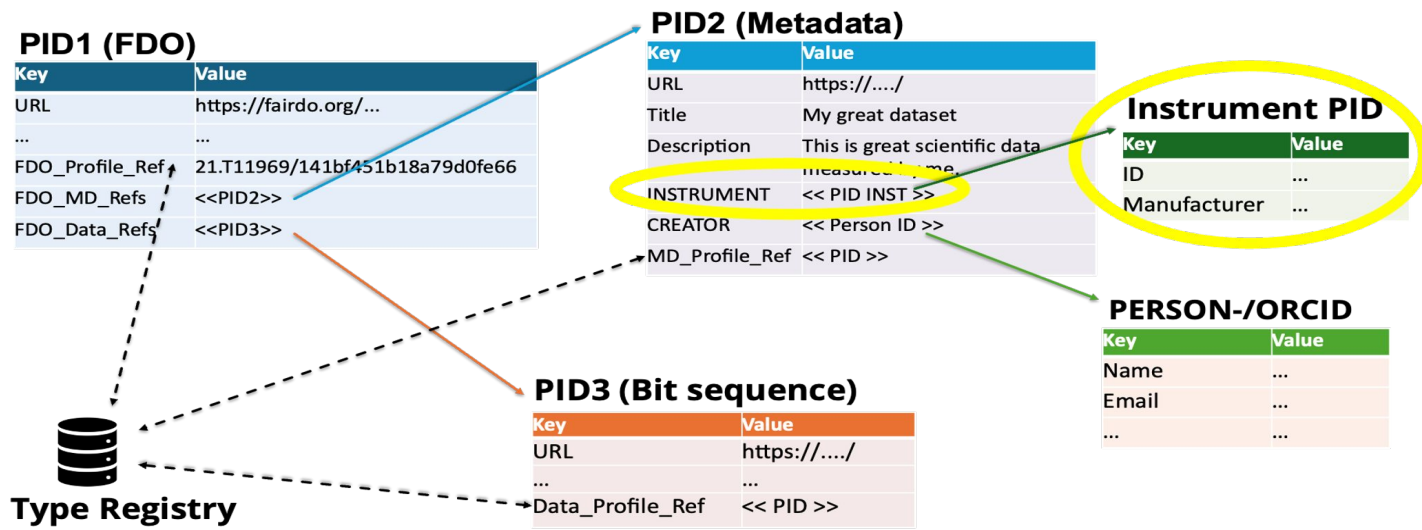 PID1 (FDO)
Key Value
URL https://fairdo.org/...
... ...
FDO_Profile_Ref 21.T11969/141bf451b18a79d0fe66
FDO_MD_Refs <<PID2>>
FDO_Data_Refs <<PID3>>
PID2 (Metadata)
Key Value
URL https://..../
Title My great dataset
Description This is great scientific data
measured by me.
INSTRUMENT << PID INST >>
CREATOR << Person ID >>
MD_Profile_Ref << PID >>
Instrument PID
Key Value
ID ...
Manufacturer ...
PERSON-/ORCID
Key Value
Name ...
Email ...
... ...
PID3 (Bit sequence)
Key Value
URL https://..../
... ...
Data_Profile_Ref << PID >>
Type Registry